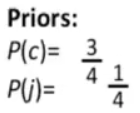 Priors:
P(c)= 3/4
P(j)= 1/4